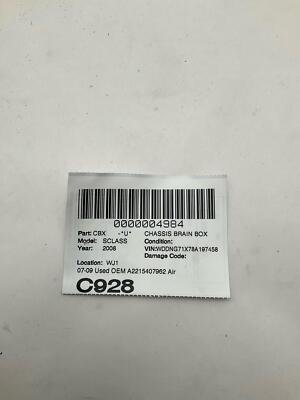 0000004984
Part: CBX -*U* CHASSIS BRAIN BOX
Model: SCLASS Condition:
Year: 2008 VIN:WDDNG71X78A197458
Damage Code:
Location: WJ1
07-09 Used OEM A2215407962 Air
C928